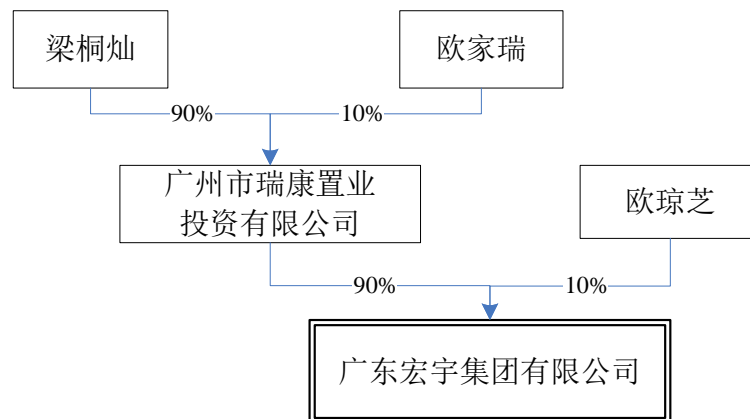 梁桐灿
欧家瑞
90%
10%
广州市瑞康置业
投资有限公司
欧琼芝
90%
10%
广东宏宇集团有限公司